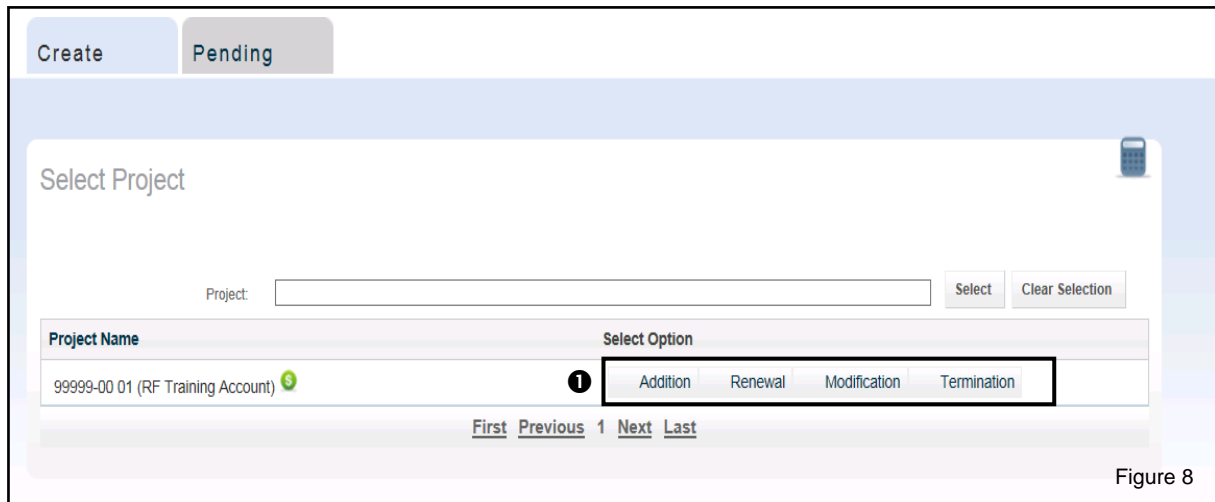 Create Pending
Select Project
Project: Select Clear Selection
Project Name Select Option
99999-00 01 (RF Training Account) $ ❶ Addition Renewal Modification Termination
First Previous 1 Next Last
Figure 8